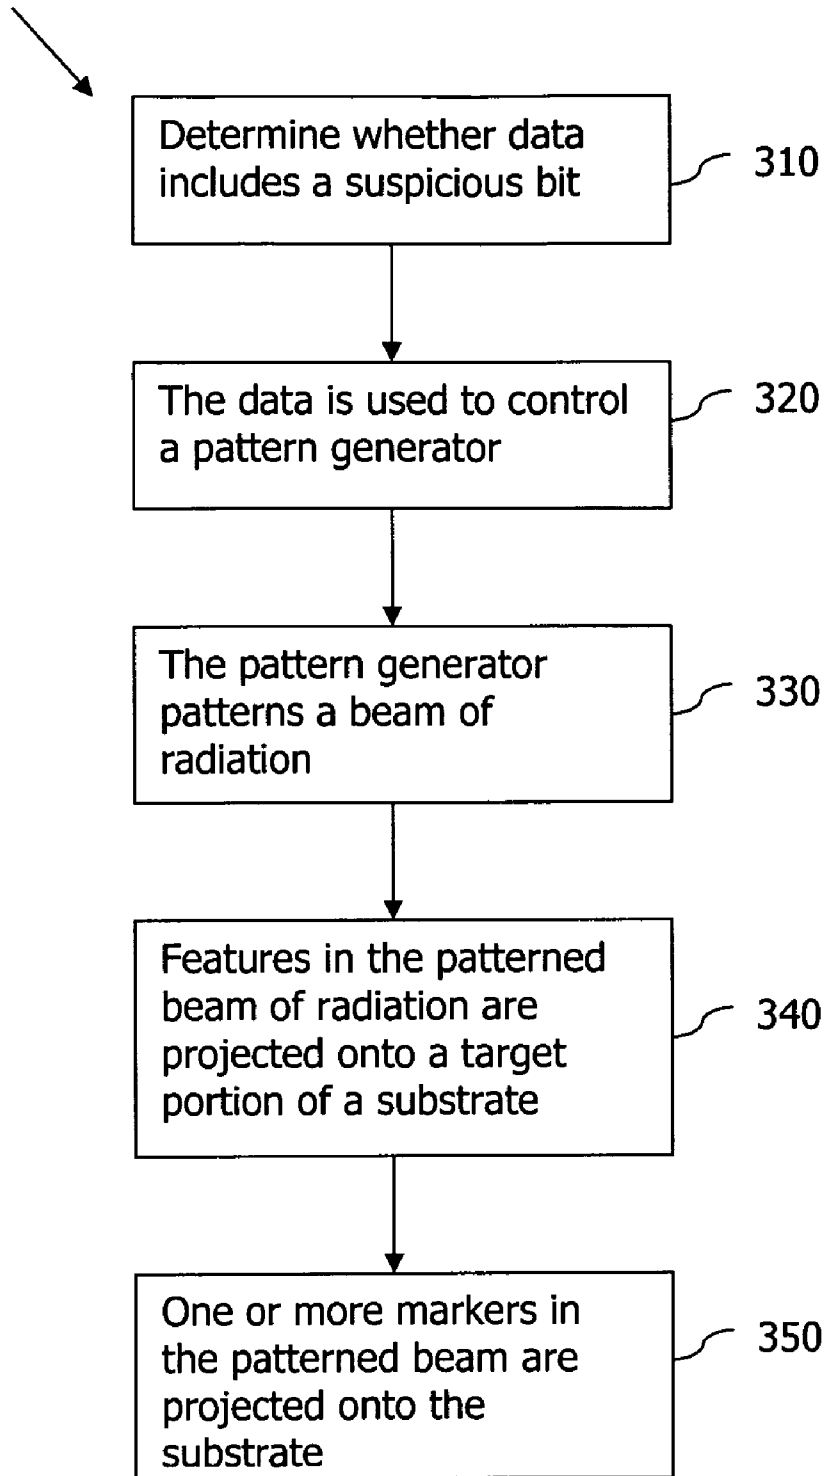 Determine whether data
includes a suspicious bit
310
The data is used to control
a pattern generator
320
The pattern generator
patterns a beam of
radiation
330
Features in the patterned
beam of radiation are
projected onto a target
portion of a substrate
340
One or more markers in
the patterned beam are
projected onto the
substrate
350